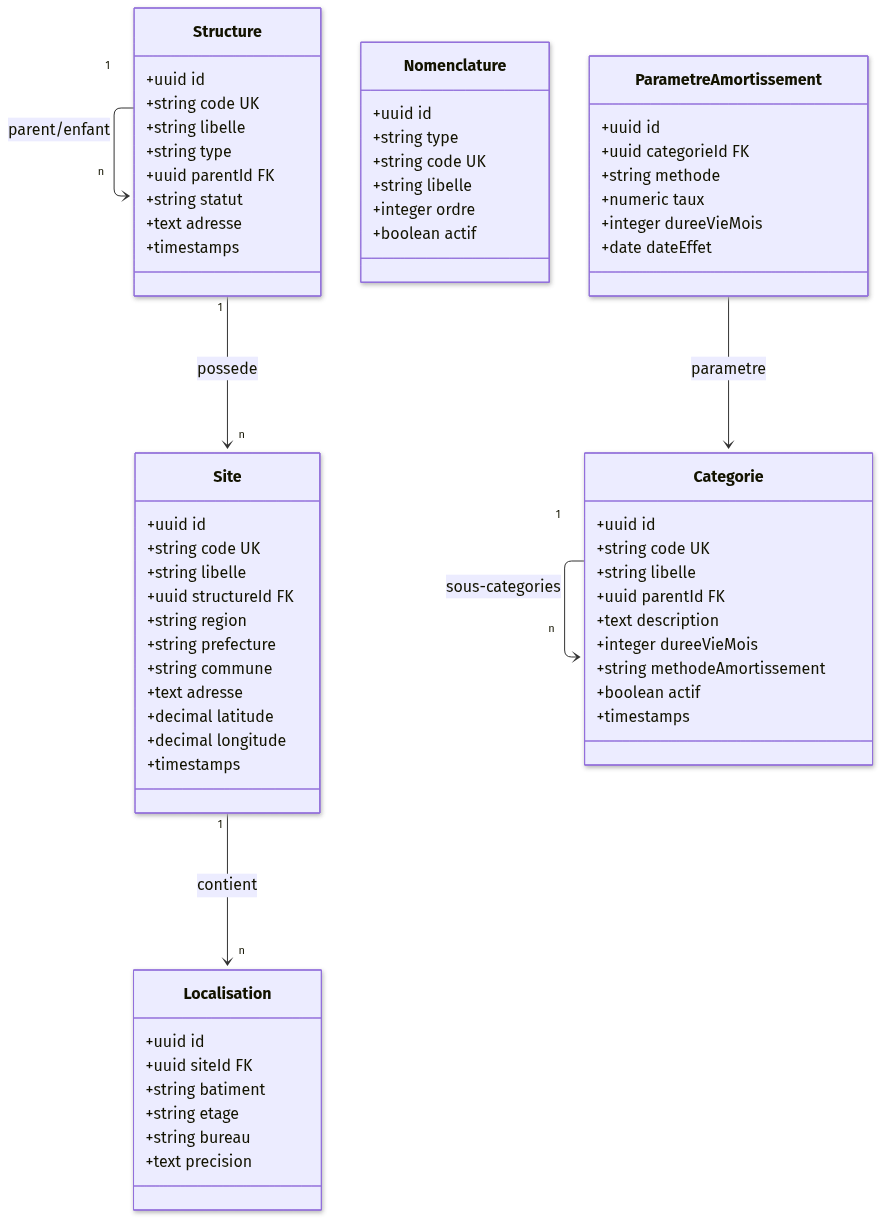 Structure
+uuid id
+string code UK
+string libelle
+string type
+uuid parentId FK
+string statut
+text adresse
+timestamps
1
parent/enfant
n
Nomenclature
+uuid id
+string type
+string code UK
+string libelle
+integer ordre
+boolean actif
ParametreAmortissement
+uuid id
+uuid categorieId FK
+string methode
+numeric taux
+integer dureeVieMois
+date dateEffet
1
possede
n
parametre
Site
+uuid id
+string code UK
+string libelle
+uuid structureId FK
+string region
+string prefecture
+string commune
+text adresse
+decimal latitude
+decimal longitude
+timestamps
1
sous-categories
n
Categorie
+uuid id
+string code UK
+string libelle
+uuid parentId FK
+text description
+integer dureeVieMois
+string methodeAmortissement
+boolean actif
+timestamps
1
contient
n
Localisation
+uuid id
+uuid siteId FK
+string batiment
+string etage
+string bureau
+text precision